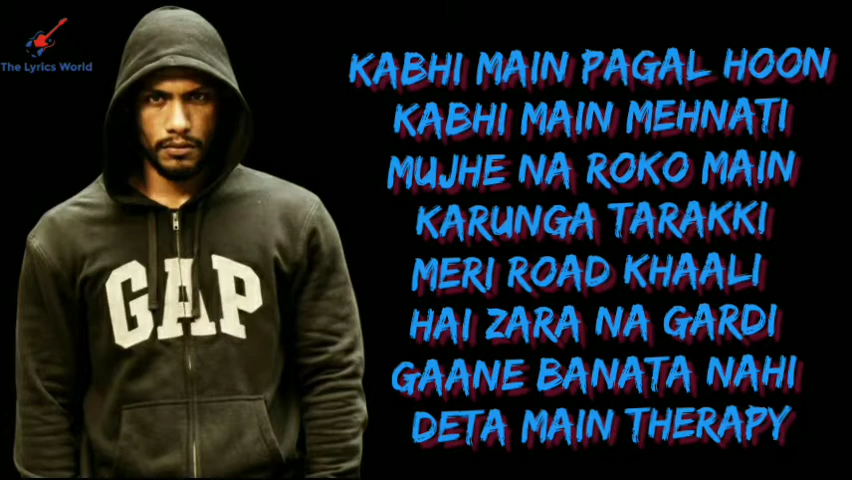 The Lyrics World
GAP
KABHI MAIN PAGAL HOON
KABHI MAIN MEHNATI
MUJHE NA ROKO MAIN
KARUNGA TARAKKI
MERI ROAD KHAALI
HAI ZARA NA GARDI
GAANE BANATA NAHI
DETA MAIN THERAPY